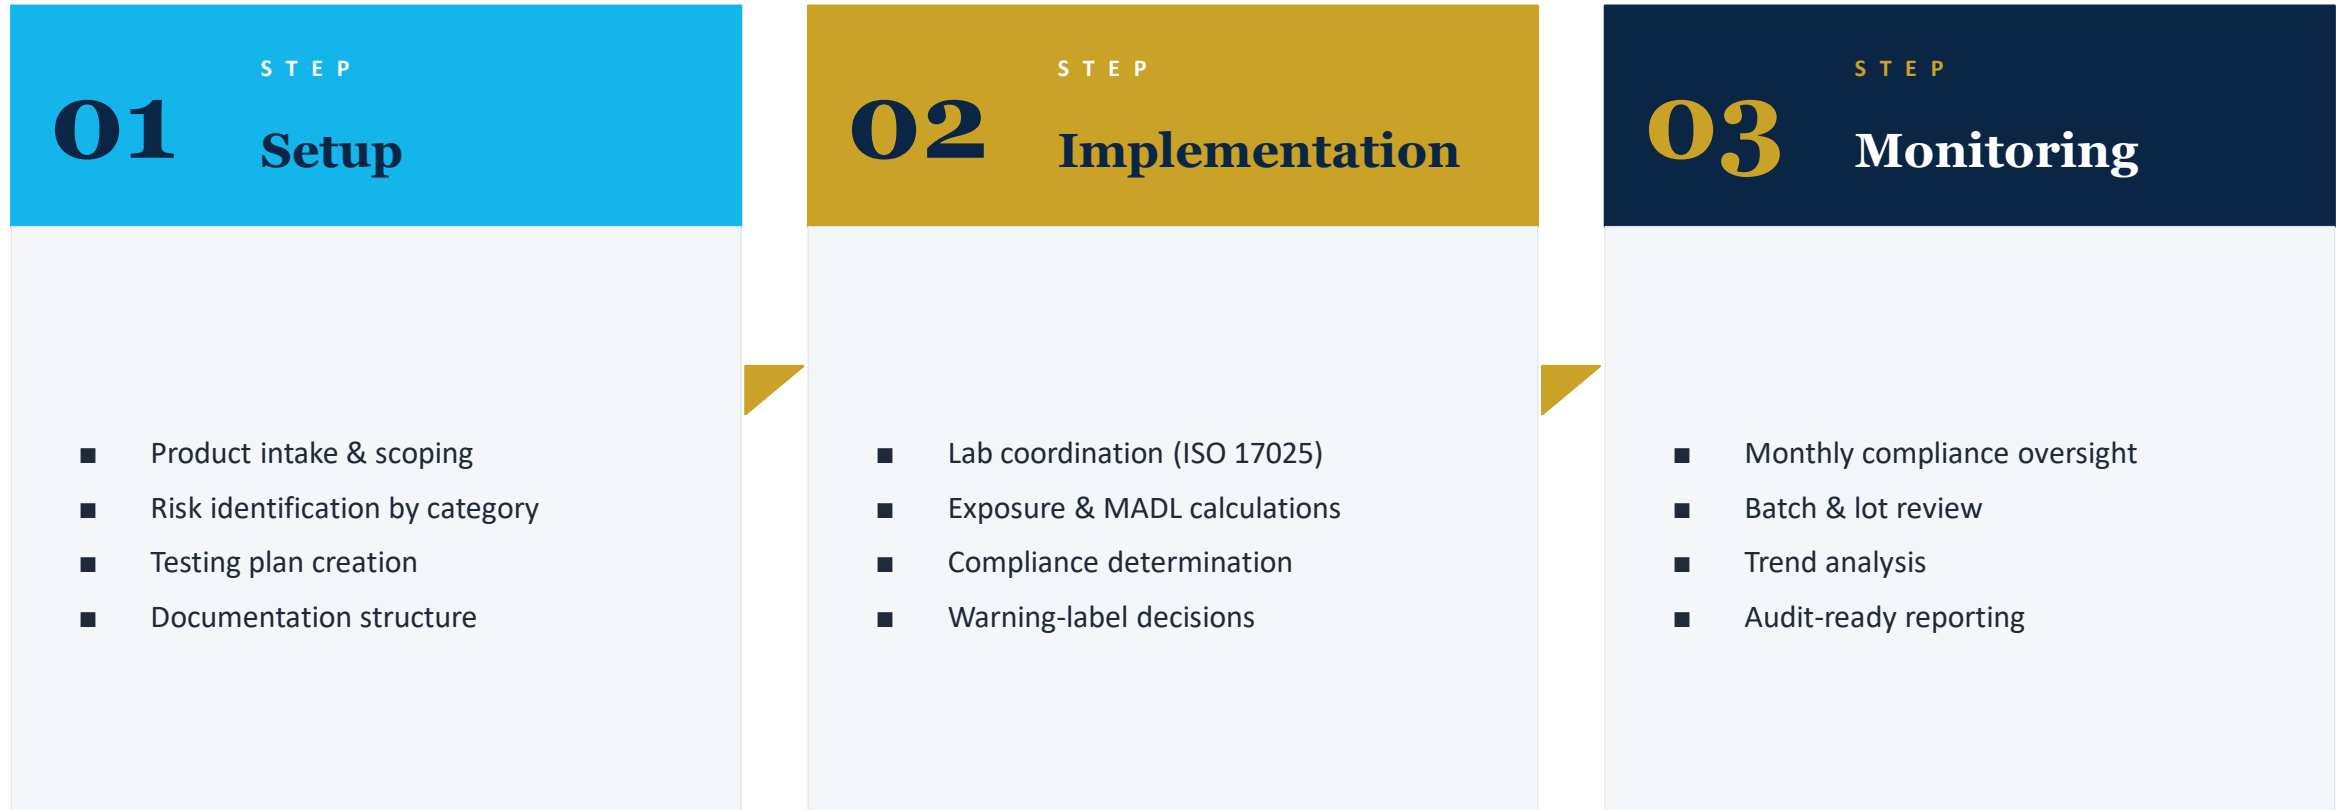 STEP
01
Setup
■ Product intake & scoping
■ Risk identification by category
■ Testing plan creation
■ Documentation structure
STEP
02
Implementation
■ Lab coordination (ISO 17025)
■ Exposure & MADL calculations
■ Compliance determination
■ Warning-label decisions
STEP
03
Monitoring
■ Monthly compliance oversight
■ Batch & lot review
■ Trend analysis
■ Audit-ready reporting